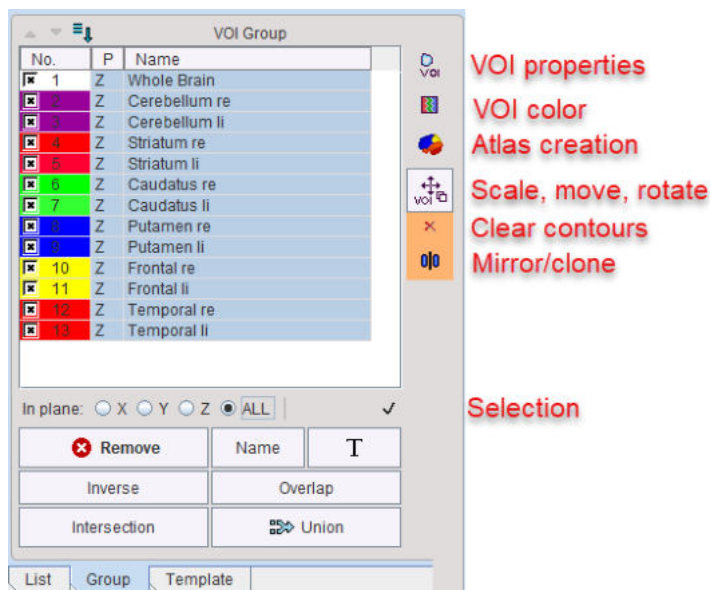 VOI Group
No. P Name
1 Z Whole Brain
2 Z Cerebellum re
3 Z Cerebellum li
4 Z Striatum re
5 Z Striatum li
6 Z Caudatus re
7 Z Caudatus li
8 Z Putamen re
9 Z Putamen li
10 Z Frontal re
11 Z Frontal li
12 Z Temporal re
13 Z Temporal li
VOI VOI properties
VOI color
Atlas creation
VOI Scale, move, rotate
Clear contours
Mirror/clone
In plane: X Y Z ALL Selection
Remove Name T
Inverse Overlap
Intersection Union
List Group Template